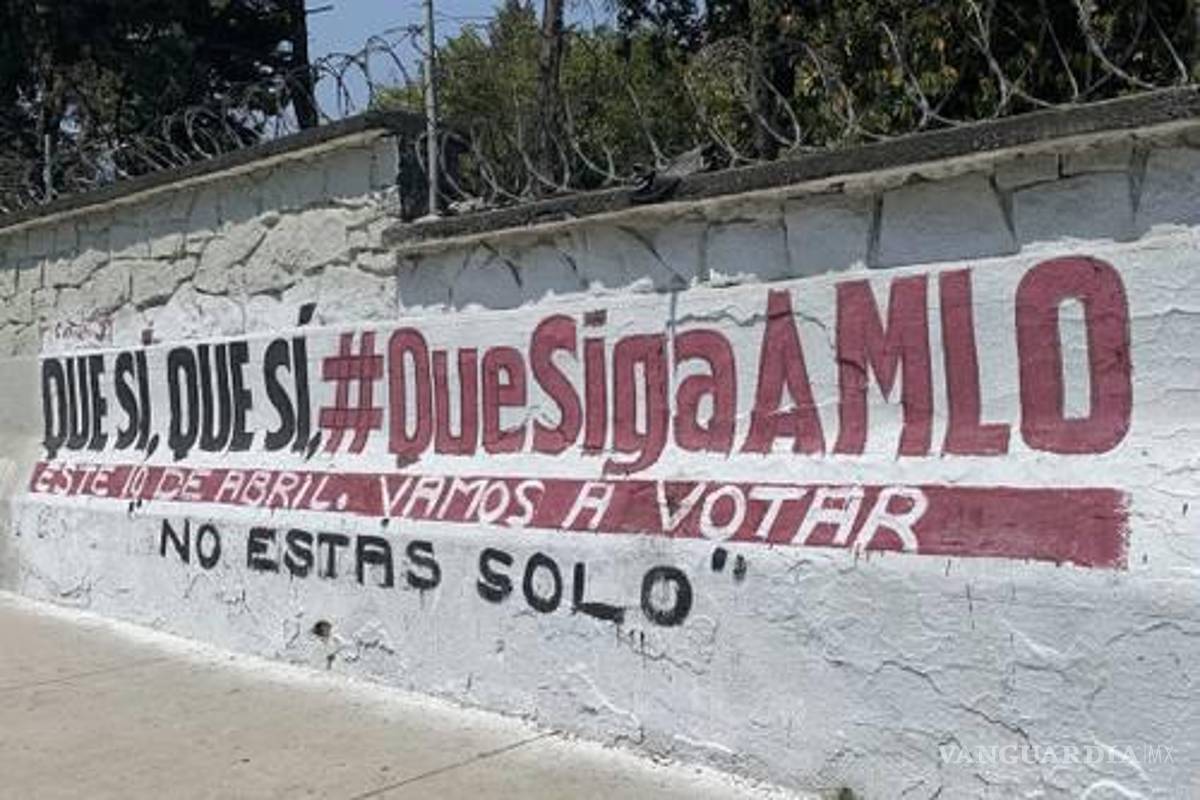 QUE SÍ, QUE SÍ, #QueSigaAMLO
ESTE 10 DE ABRIL. VAMOS A VOTAR
"NO ESTAS SOLO"
VANGUARDIA|MX